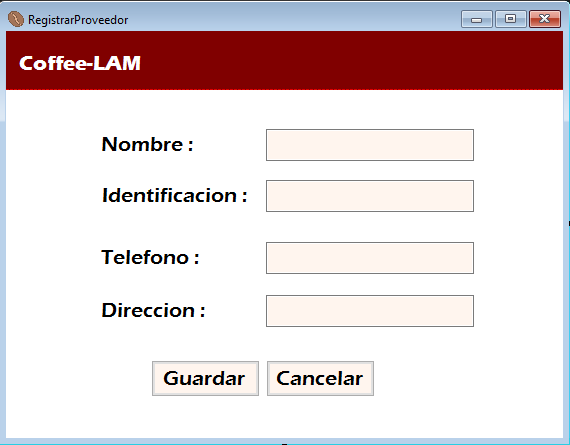 RegistrarProveedor
Coffee-LAM
Nombre :
Identificacion :
Telefono :
Direccion :
Guardar Cancelar